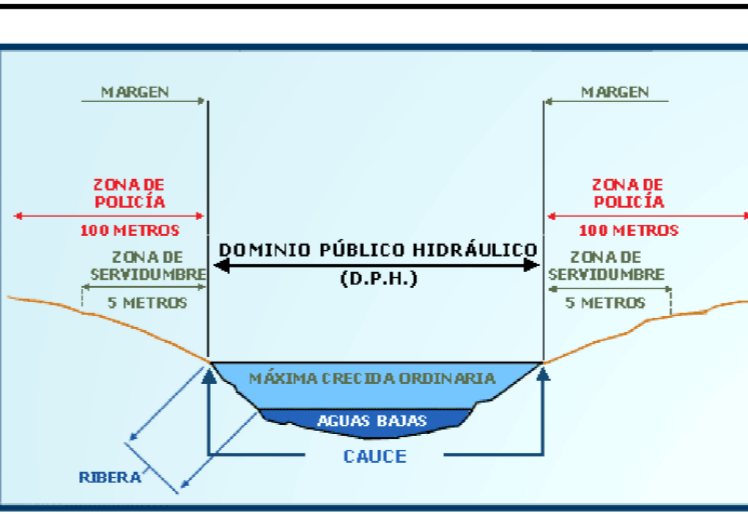 MARGEN
MARGEN
ZONA DE
POLICÍA
100 METROS
ZONA DE
POLICÍA
100 METROS
DOMINIO PÚBLICO HIDRÁULICO
(D.P.H.)
ZONA DE
SERVIDUMBRE
5 METROS
ZONA DE
SERVIDUMBRE
5 METROS
MÁXIMA CRECIDA ORDINARIA
AGUAS BAJAS
CAUCE
RIBERA